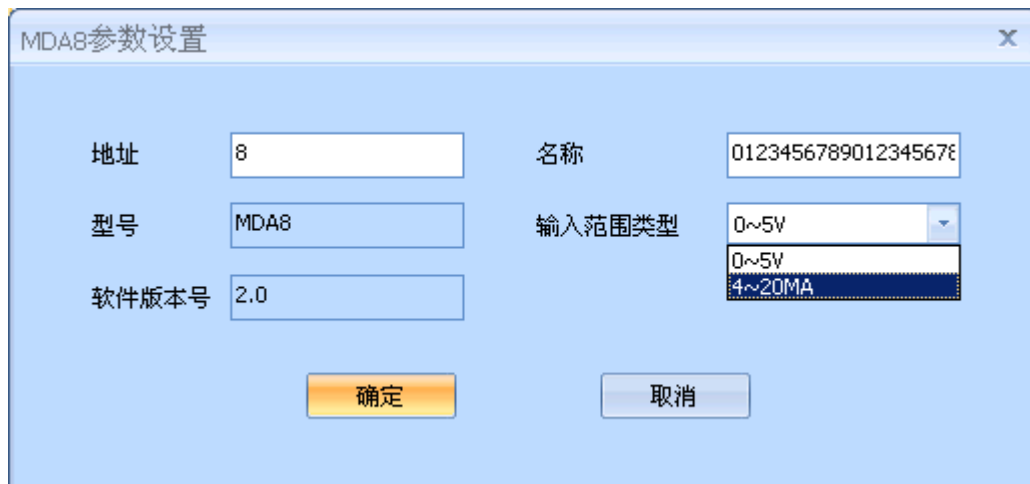 MDA8参数设置
地址 8 名称 0123456789012345678
型号 MDA8 输入范围类型 0~5V
0~5V
软件版本号 2.0 4~20MA
确定 取消